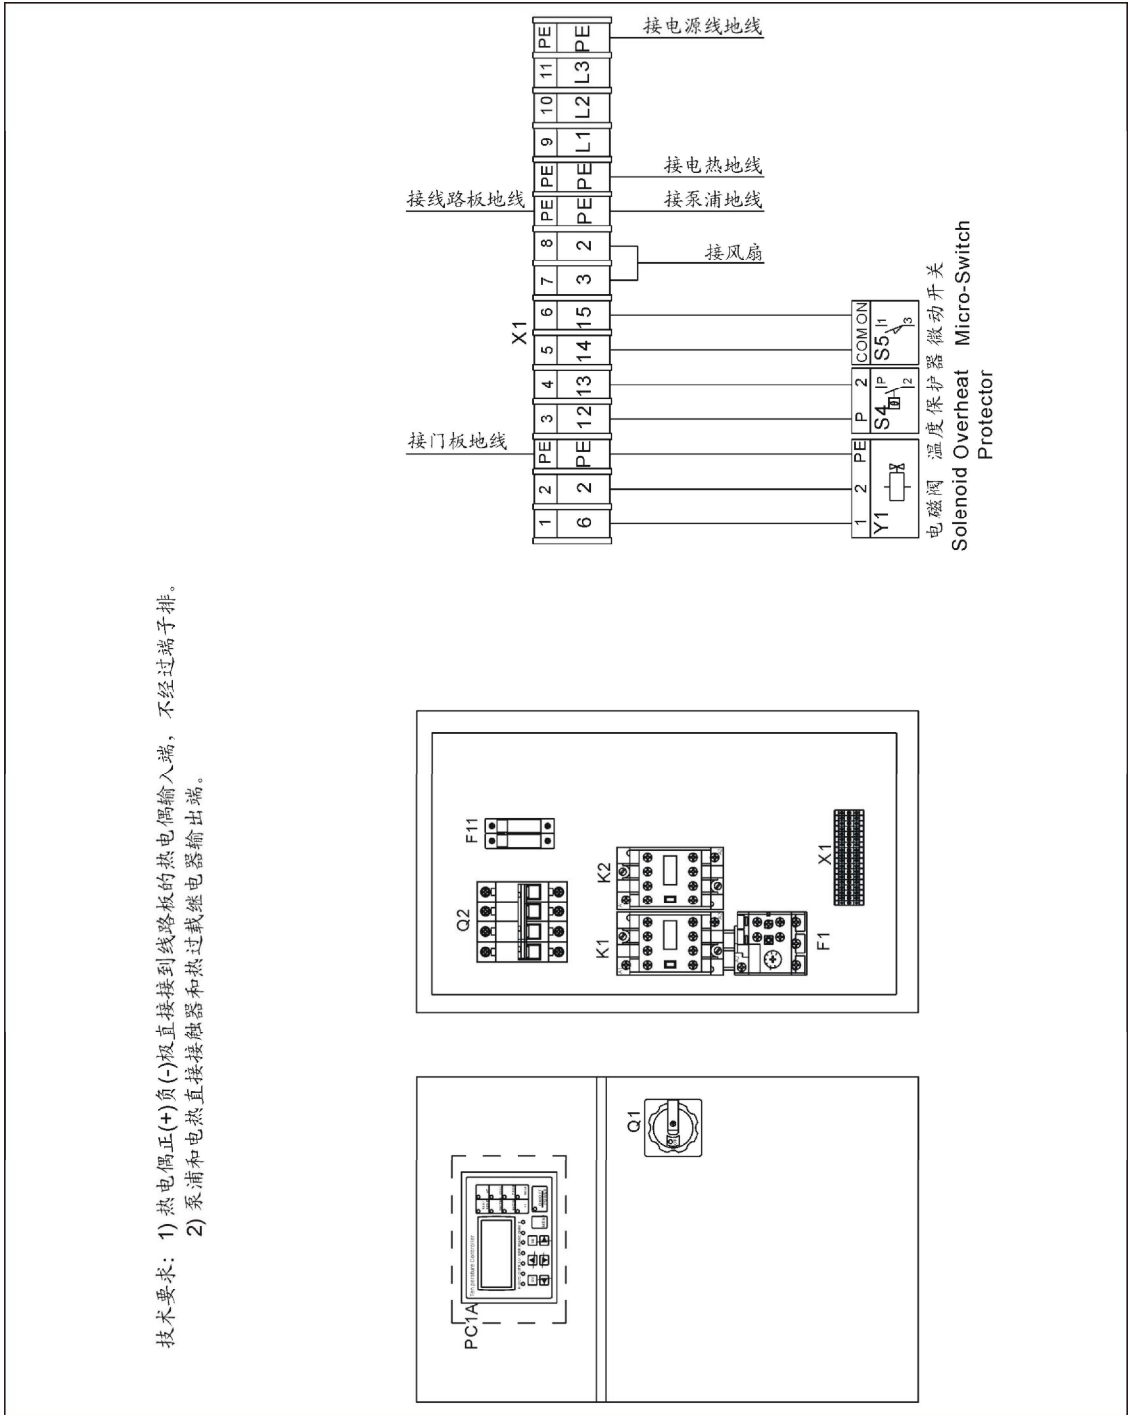 技术要求: 1) 热电偶正(+)负(-)极直接接到线路板的热电偶输入端，不经过端子排。
2) 泵浦和电热直接接触器和热过载继电器输出端。
PC1A
Temperature Controller
Q1
Q2
F11
K1
K2
F1
X1
X1
1 2 PE 3 4 5 6 7 8 PE PE 9 10 11 PE
6 2 PE 12 13 14 15 3 2 PE PE L1 L2 L3 PE
接门板地线
接线路板地线
接风扇
接泵浦地线
接电热地线
接电源线地线
1 2 PE
Y1
P 2
S4
P
2
COM ON
S5
1
3
电磁阀 温度保护器 微动开关
Solenoid Overheat Micro-Switch
Protector